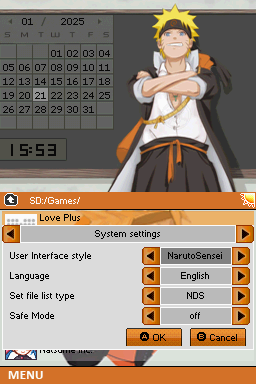 01 / 2025
S M T W T F S
01 02 03 04
05 06 07 08 09 10 11
12 13 14 15 16 17 18
19 20 21 22 23 24 25
26 27 28 29 30 31
15:53
SD:/Games/
Love Plus
System settings
User Interface style NarutoSensei
Language English
Set file list type NDS
Safe Mode off
A OK B Cancel
Natsume Inc.
MENU